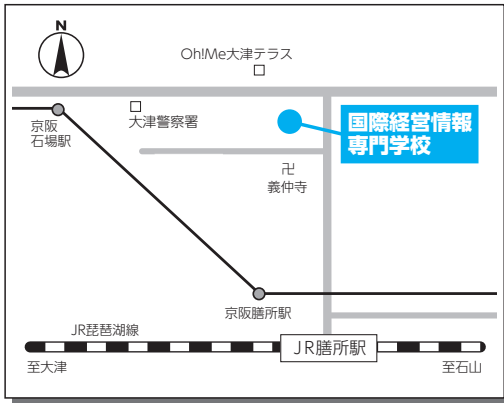 N
Oh!Me大津テラス
大津警察署
国際経営情報
専門学校
京阪
石場駅
卍
義仲寺
京阪膳所駅
JR琵琶湖線
JR膳所駅
至大津
至石山